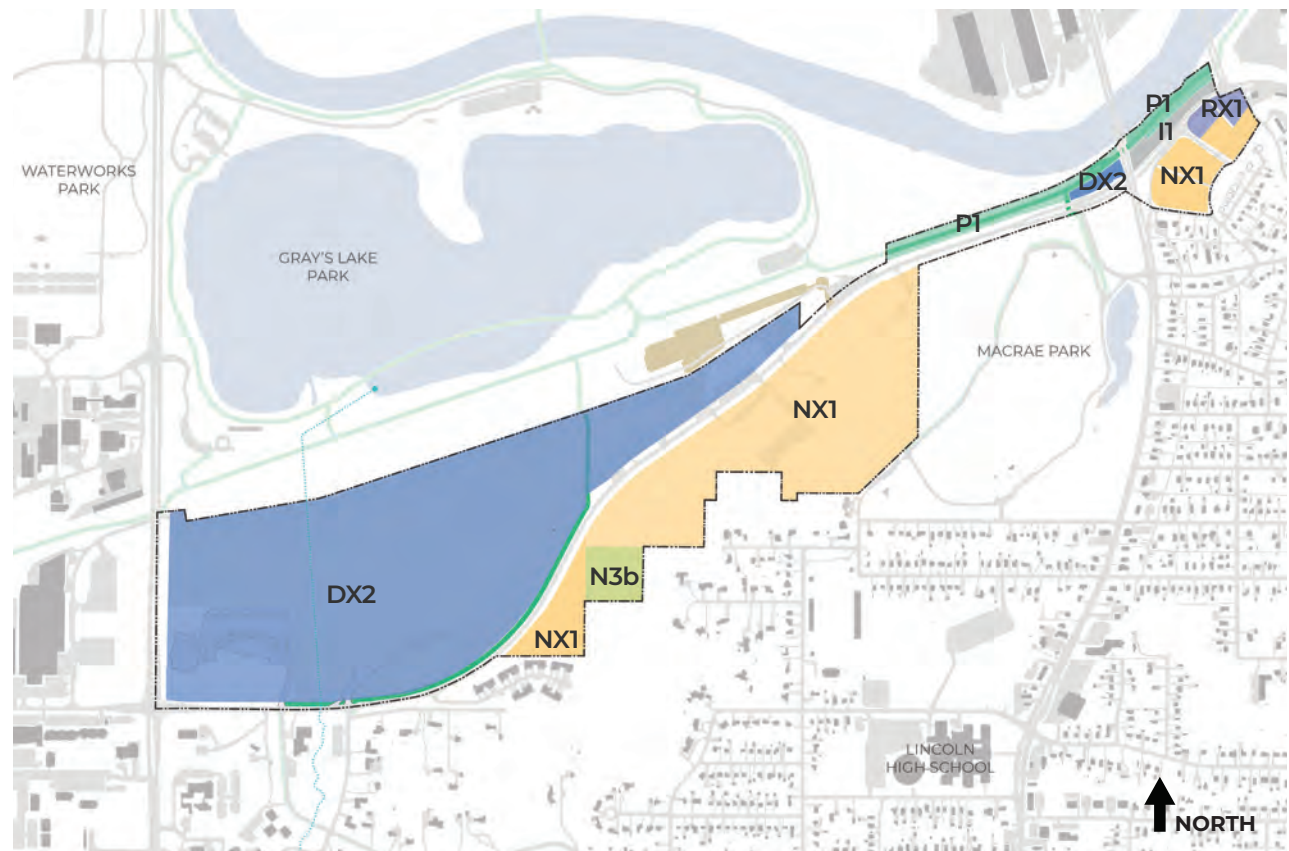 P1
I1
RX1
WATERWORKS
PARK
DX2
NX1
P1
GRAY'S LAKE
PARK
MACRAE PARK
NX1
N3b
DX2
NX1
LINCOLN
HIGH SCHOOL
NORTH